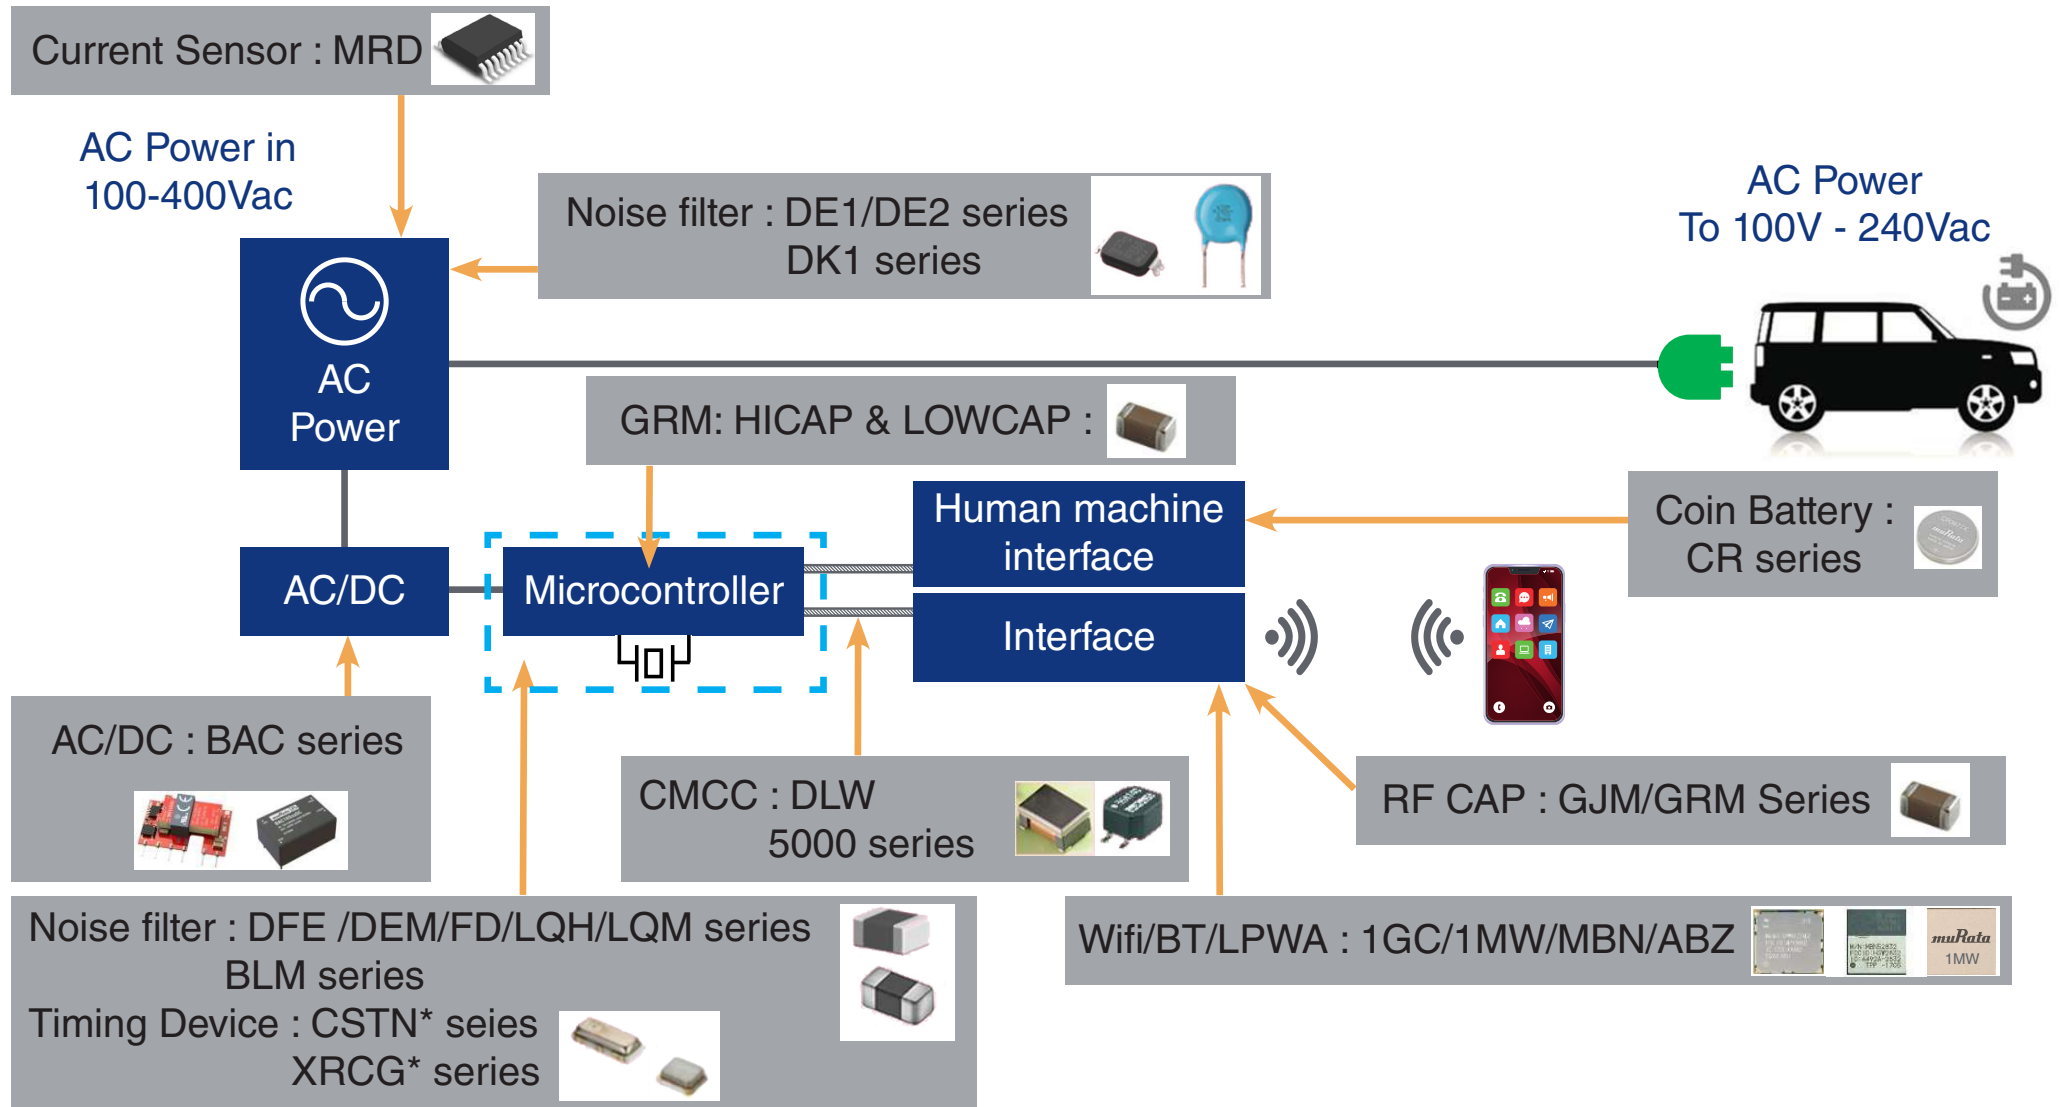 Current Sensor : MRD
AC Power in
100-400Vac
Noise filter : DE1/DE2 series
DK1 series
AC Power
To 100V - 240Vac
AC
Power
GRM: HICAP & LOWCAP :
Human machine
interface
Coin Battery :
CR series
muRata
AC/DC
Microcontroller
Interface
AC/DC : BAC series
CMCC : DLW
5000 series
RF CAP : GJM/GRM Series
Noise filter : DFE /DEM/FD/LQH/LQM series
BLM series
Timing Device : CSTN* seies
XRCG* series
Wifi/BT/LPWA : 1GC/1MW/MBN/ABZ
muRata
1MW